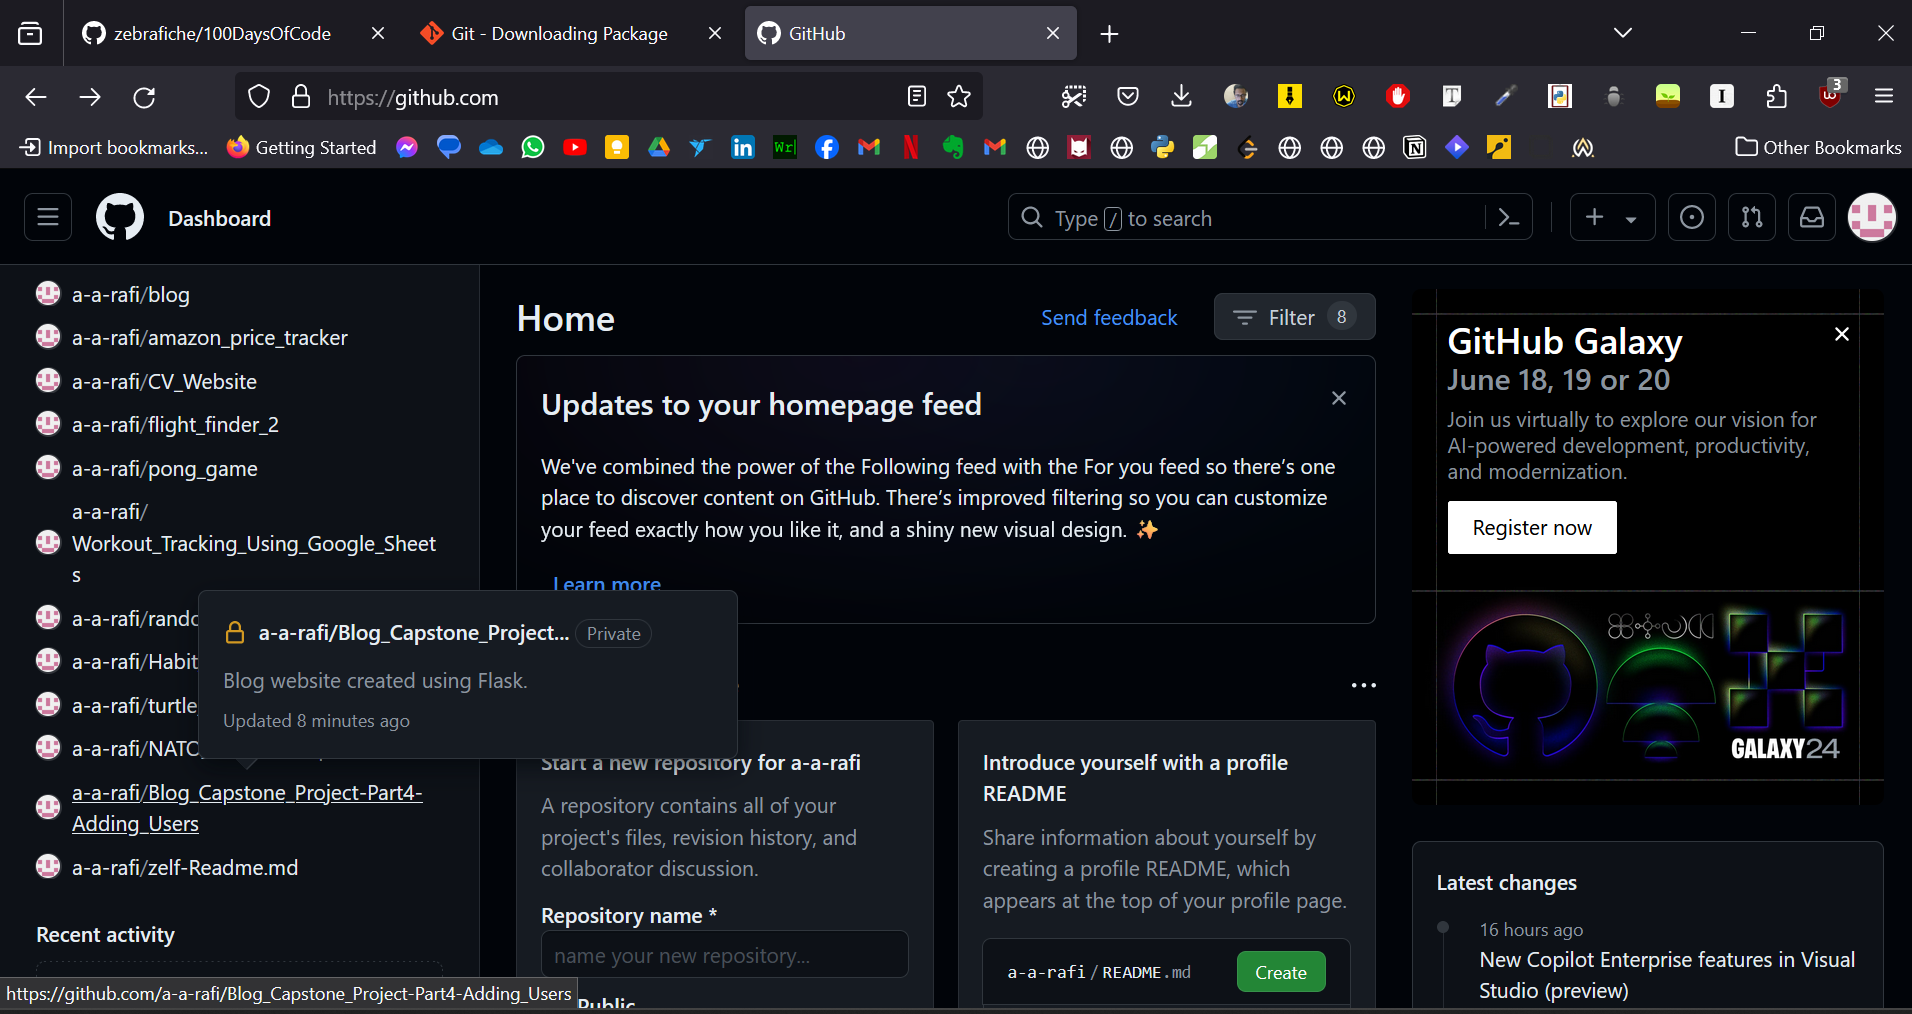 zebrafiche/100DaysOfCode
Git - Downloading Package
GitHub
https://github.com
3
Import bookmarks...
Getting Started
Wr|
Other Bookmarks
Dashboard
Type / to search
a-a-rafi/blog
a-a-rafi/amazon_price_tracker
a-a-rafi/CV_Website
a-a-rafi/flight_finder_2
a-a-rafi/pong_game
a-a-rafi/
Workout_Tracking_Using_Google_Sheet
s
a-a-rafi/rando
a-a-rafi/Habit
a-a-rafi/turtle_
a-a-rafi/NATO
a-a-rafi/Blog_Capstone_Project-Part4-
Adding_Users
a-a-rafi/zelf-Readme.md
Recent activity
https://github.com/a-a-rafi/Blog_Capstone_Project-Part4-Adding_Users
a-a-rafi/Blog_Capstone_Project... Private
Blog website created using Flask.
Updated 8 minutes ago
Home
Send feedback
Filter 8
Updates to your homepage feed
We've combined the power of the Following feed with the For you feed so there's one
place to discover content on GitHub. There's improved filtering so you can customize
your feed exactly how you like it, and a shiny new visual design. ✨
Learn more
Start a new repository for a-a-rafi
A repository contains all of your
project's files, revision history, and
collaborator discussion.
Repository name *
name your new repository...
Public
Introduce yourself with a profile
README
Share information about yourself by
creating a profile README, which
appears at the top of your profile page.
a-a-rafi/README.md
Create
GitHub Galaxy
June 18, 19 or 20
Join us virtually to explore our vision for
AI-powered development, productivity,
and modernization.
Register now
GALAXY24
Latest changes
16 hours ago
New Copilot Enterprise features in Visual
Studio (preview)